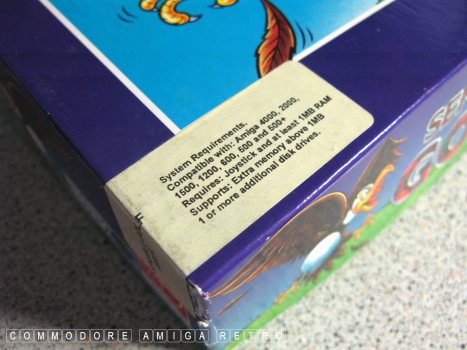 System Requirements.
Compatible with: Amiga 4000, 2000,
1500, 1200, 600, 500 and 500+
Requires: Joystick and at least 1MB RAM
Supports: Extra memory above 1MB
1 or more additional disk drives.
COMMODORE AMIGA RETRO